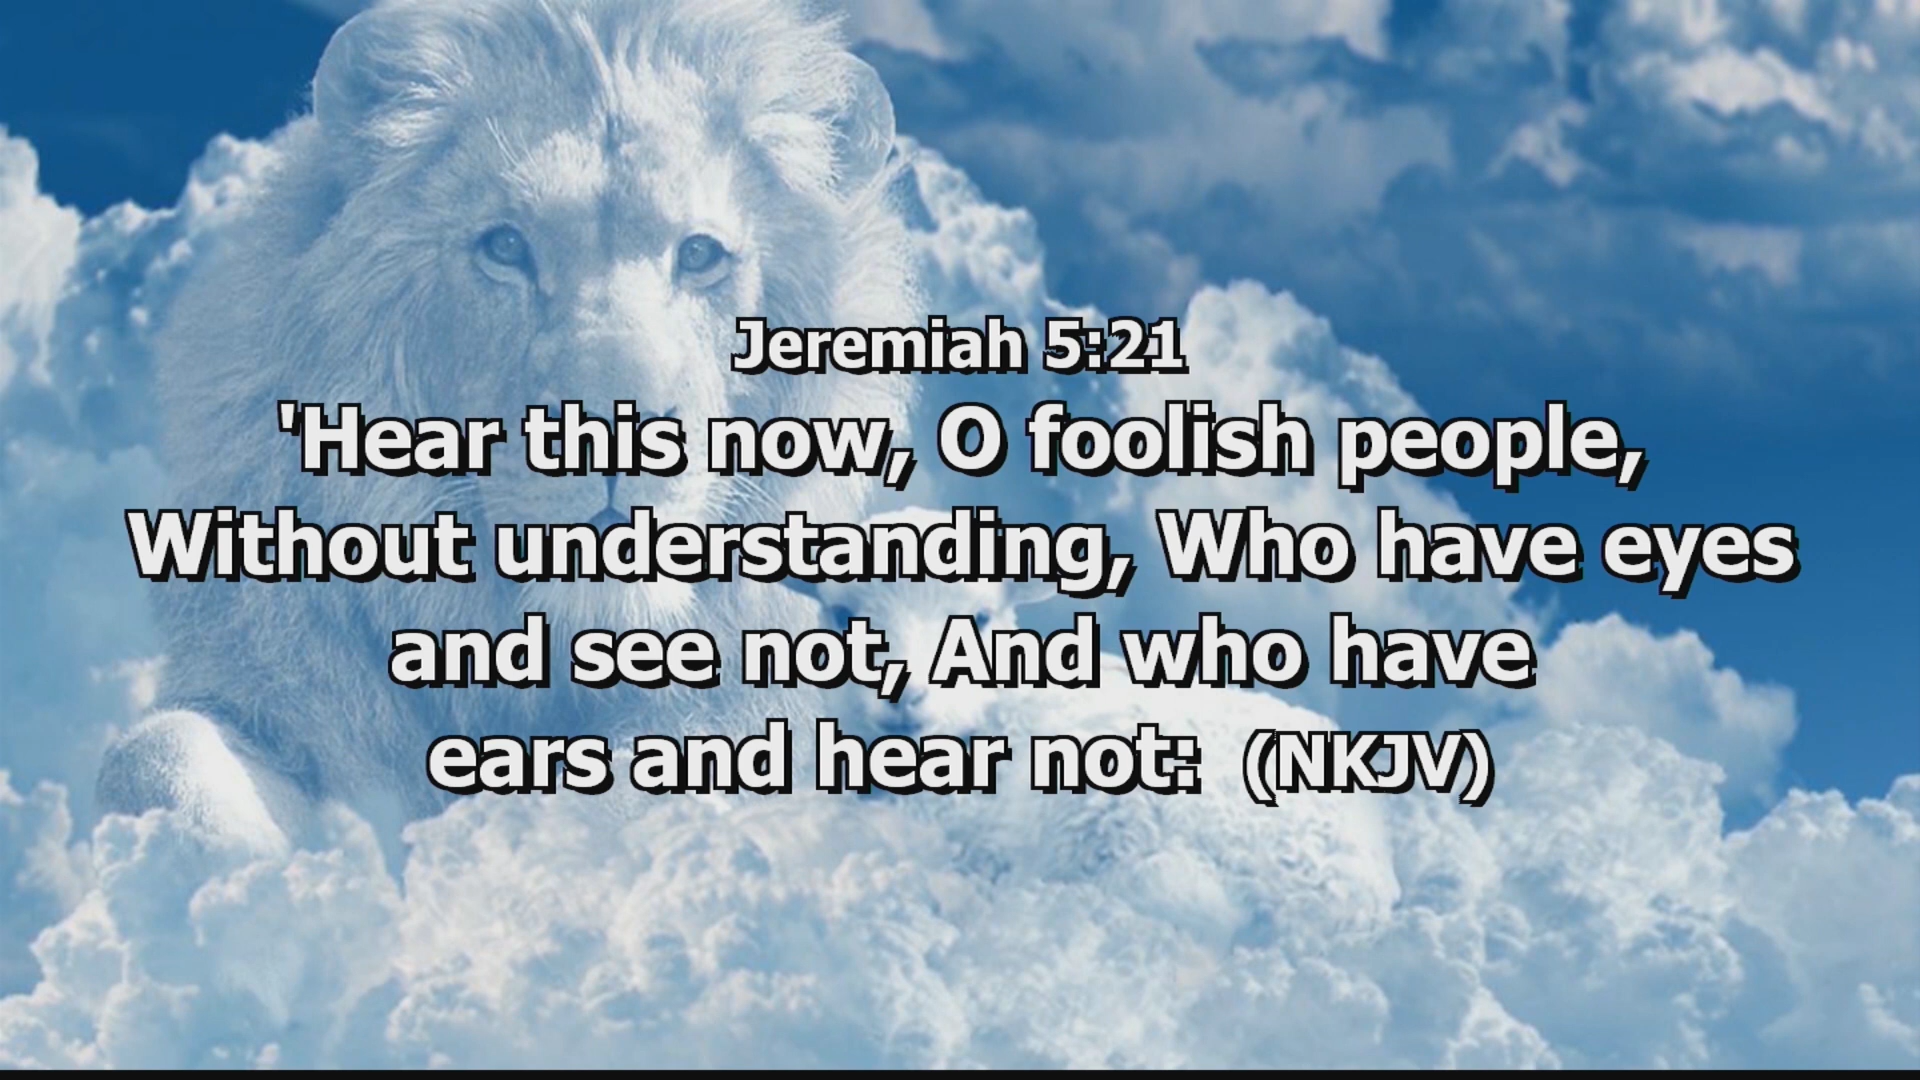 Jeremiah 5:21
'Hear this now, O foolish people,
Without understanding, Who have eyes
and see not, And who have
ears and hear not:  (NKJV)